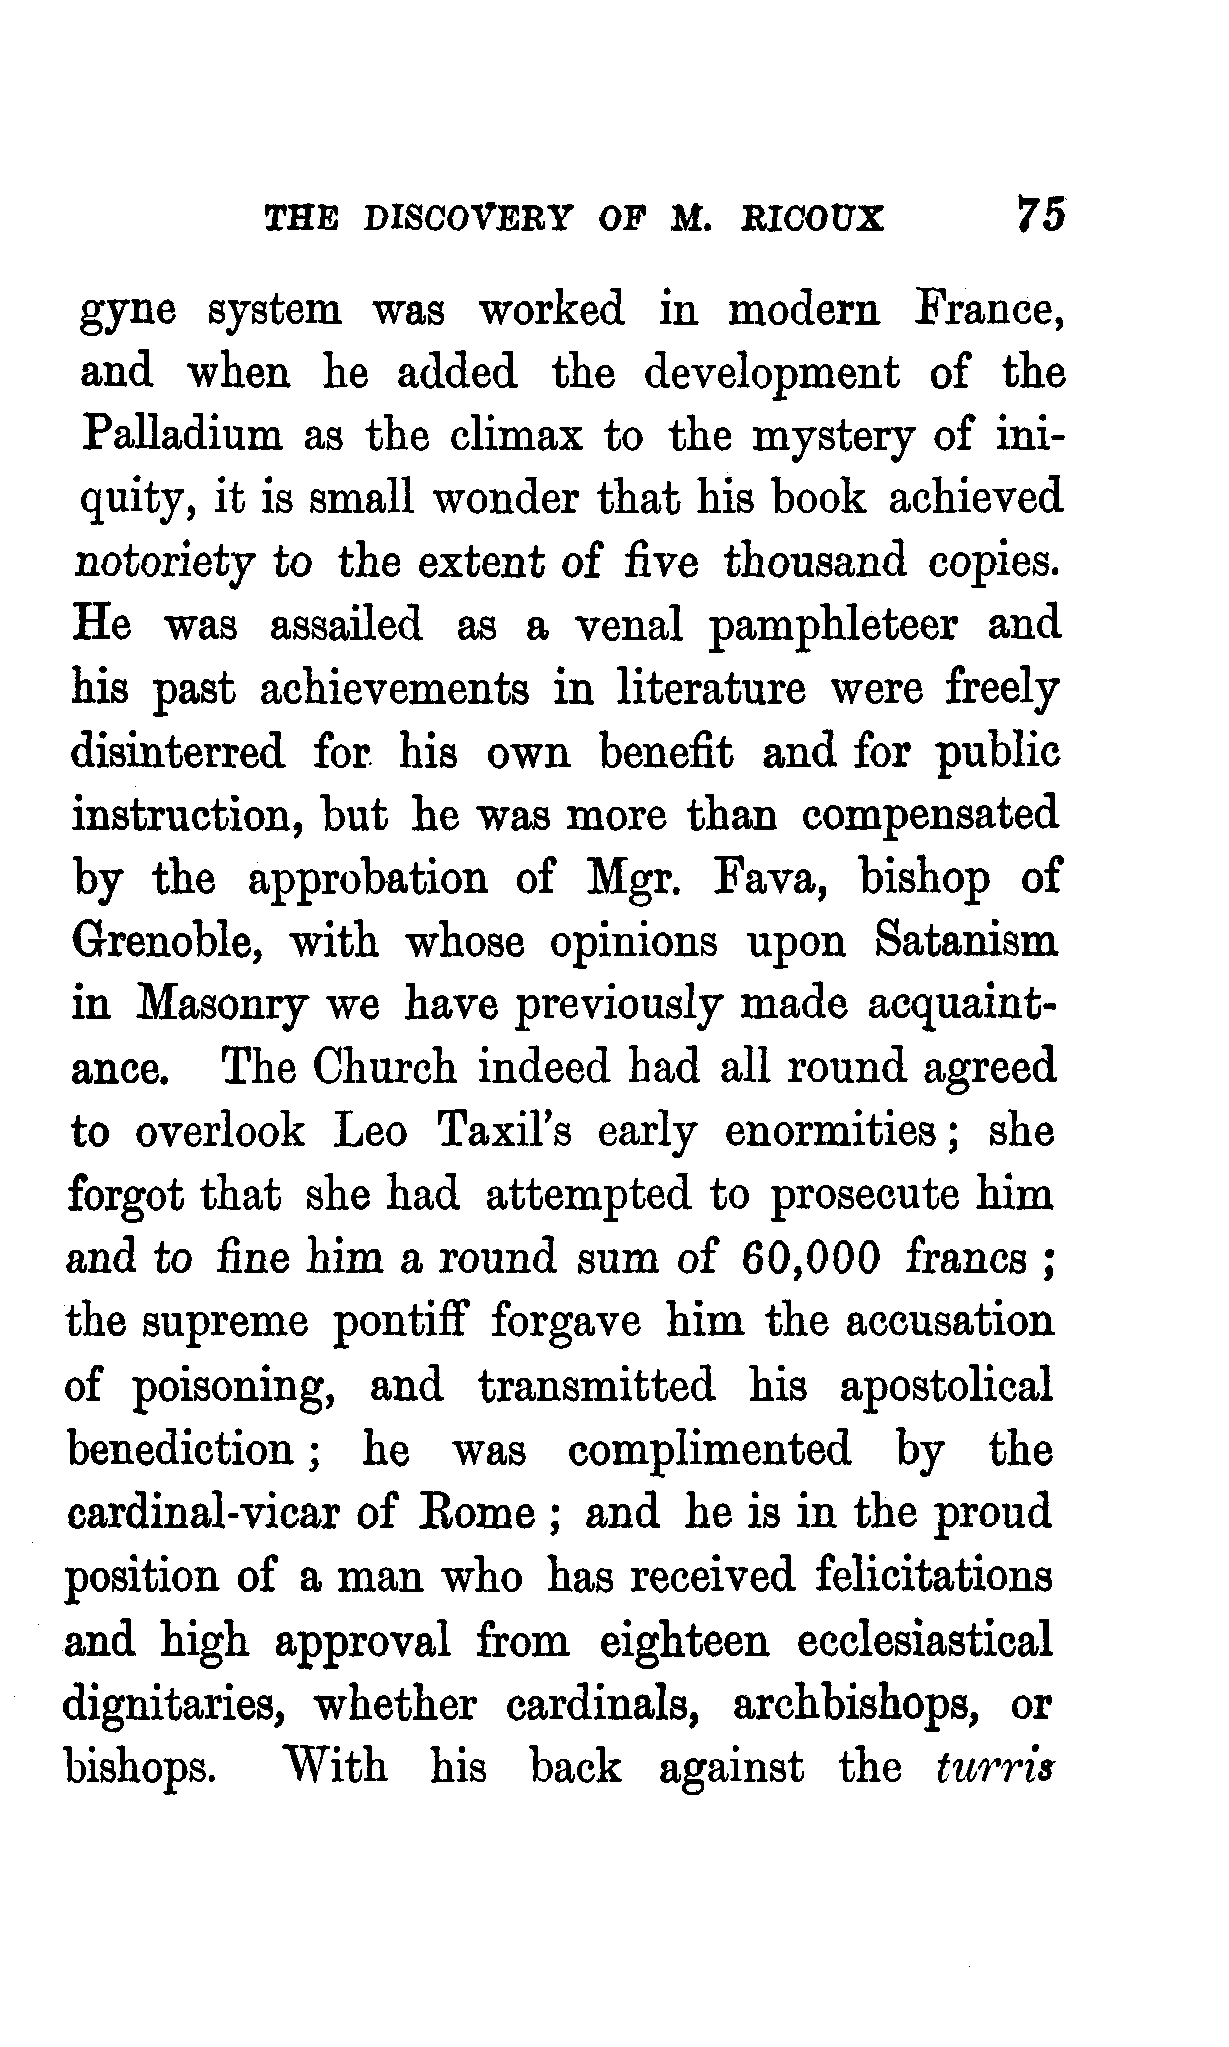 THE DISCOVERY OF M. RICOUX 75
gyne system was worked in modern France,
and when he added the development of the
Palladium as the climax to the mystery of ini-
quity, it is small wonder that his book achieved
notoriety to the extent of five thousand copies.
He was assailed as a venal pamphleteer and
his past achievements in literature were freely
disinterred for his own benefit and for public
instruction, but he was more than compensated
by the approbation of Mgr. Fava, bishop of
Grenoble, with whose opinions upon Satanism
in Masonry we have previously made acquaint-
ance. The Church indeed had all round agreed
to overlook Leo Taxil's early enormities ; she
forgot that she had attempted to prosecute him
and to fine him a round sum of 60,000 francs ;
the supreme pontiff forgave him the accusation
of poisoning, and transmitted his apostolical
benediction ; he was complimented by the
cardinal-vicar of Rome ; and he is in the proud
position of a man who has received felicitations
and high approval from eighteen ecclesiastical
dignitaries, whether cardinals, archbishops, or
bishops. With his back against the turris